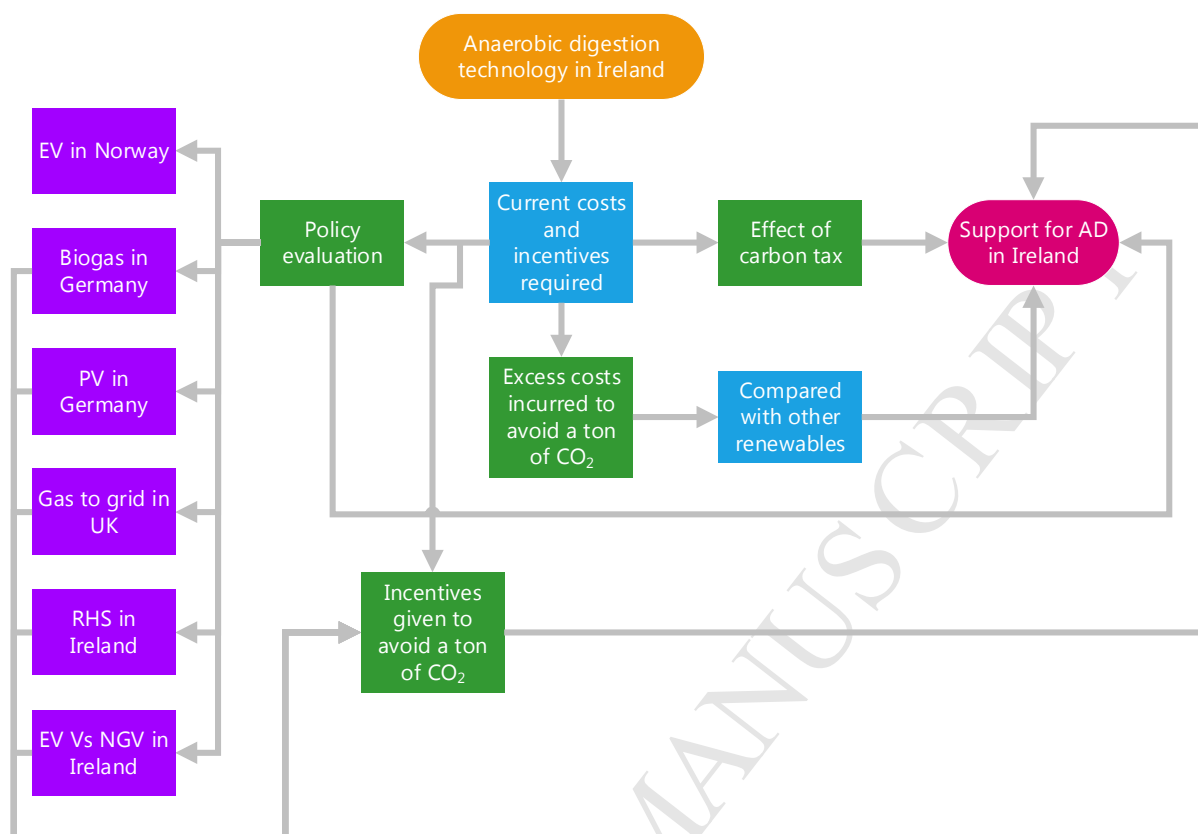 Anaerobic digestion
technology in Ireland
EV in Norway
Policy
evaluation
Current costs
and
incentives
required
Effect of
carbon tax
Support for AD
in Ireland
Biogas in
Germany
PV in
Germany
Excess costs
incurred to
avoid a ton
of CO₂
Compared
with other
renewables
Gas to grid in
UK
RHS in
Ireland
Incentives
given to
avoid a ton
of CO₂
EV Vs NGV in
Ireland
MANUSCRIPT